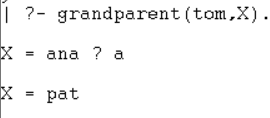 | ?- grandparent(tom,X).
X = ana ? a
X = pat